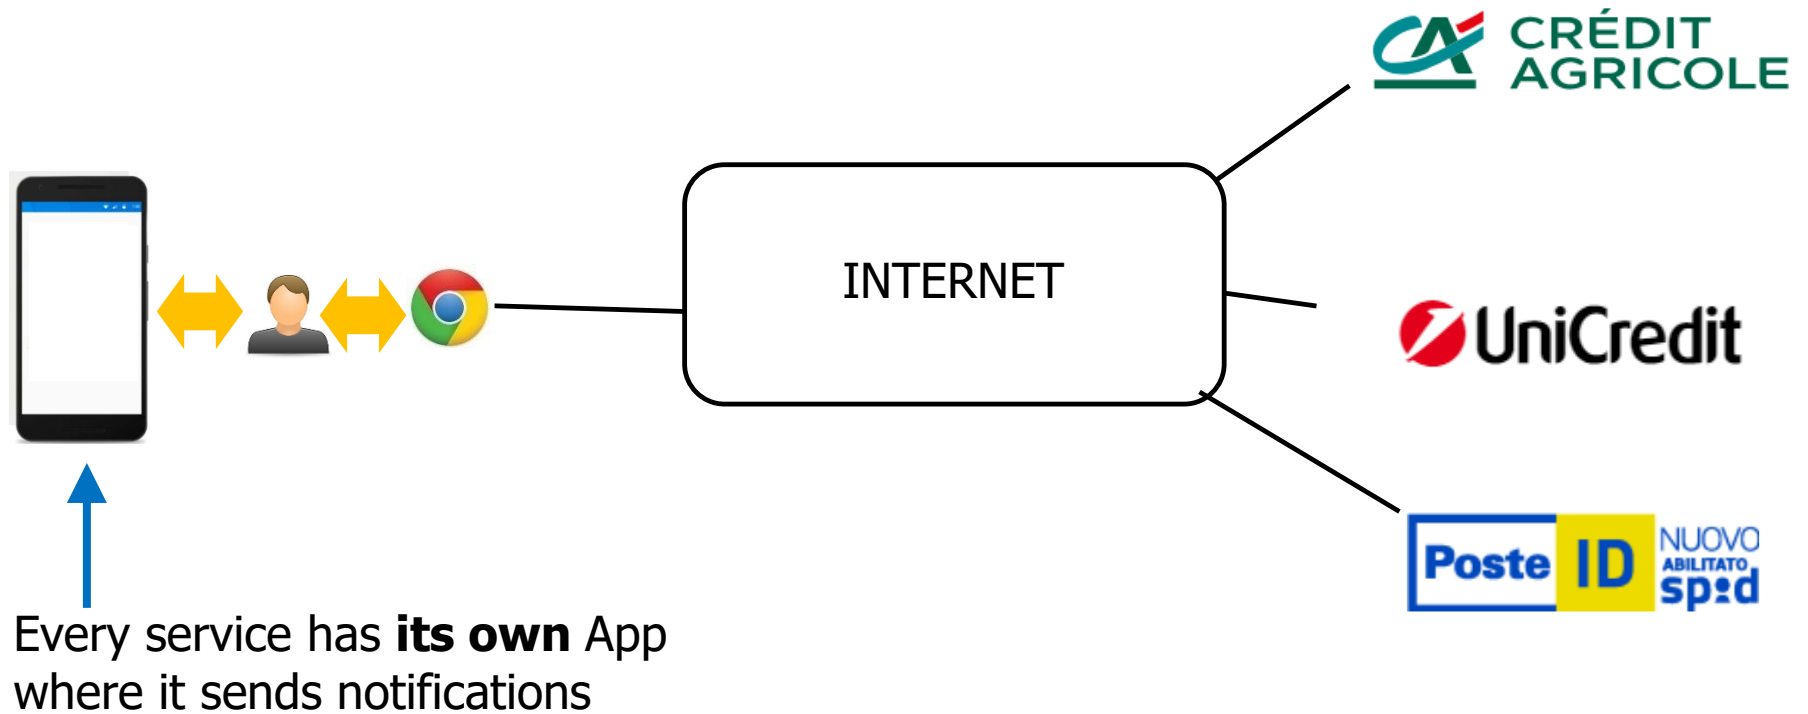 CRÉDIT
AGRICOLE
INTERNET
UniCredit
Poste ID NUOVO
ABILITATO
spid
Every service has its own App
where it sends notifications